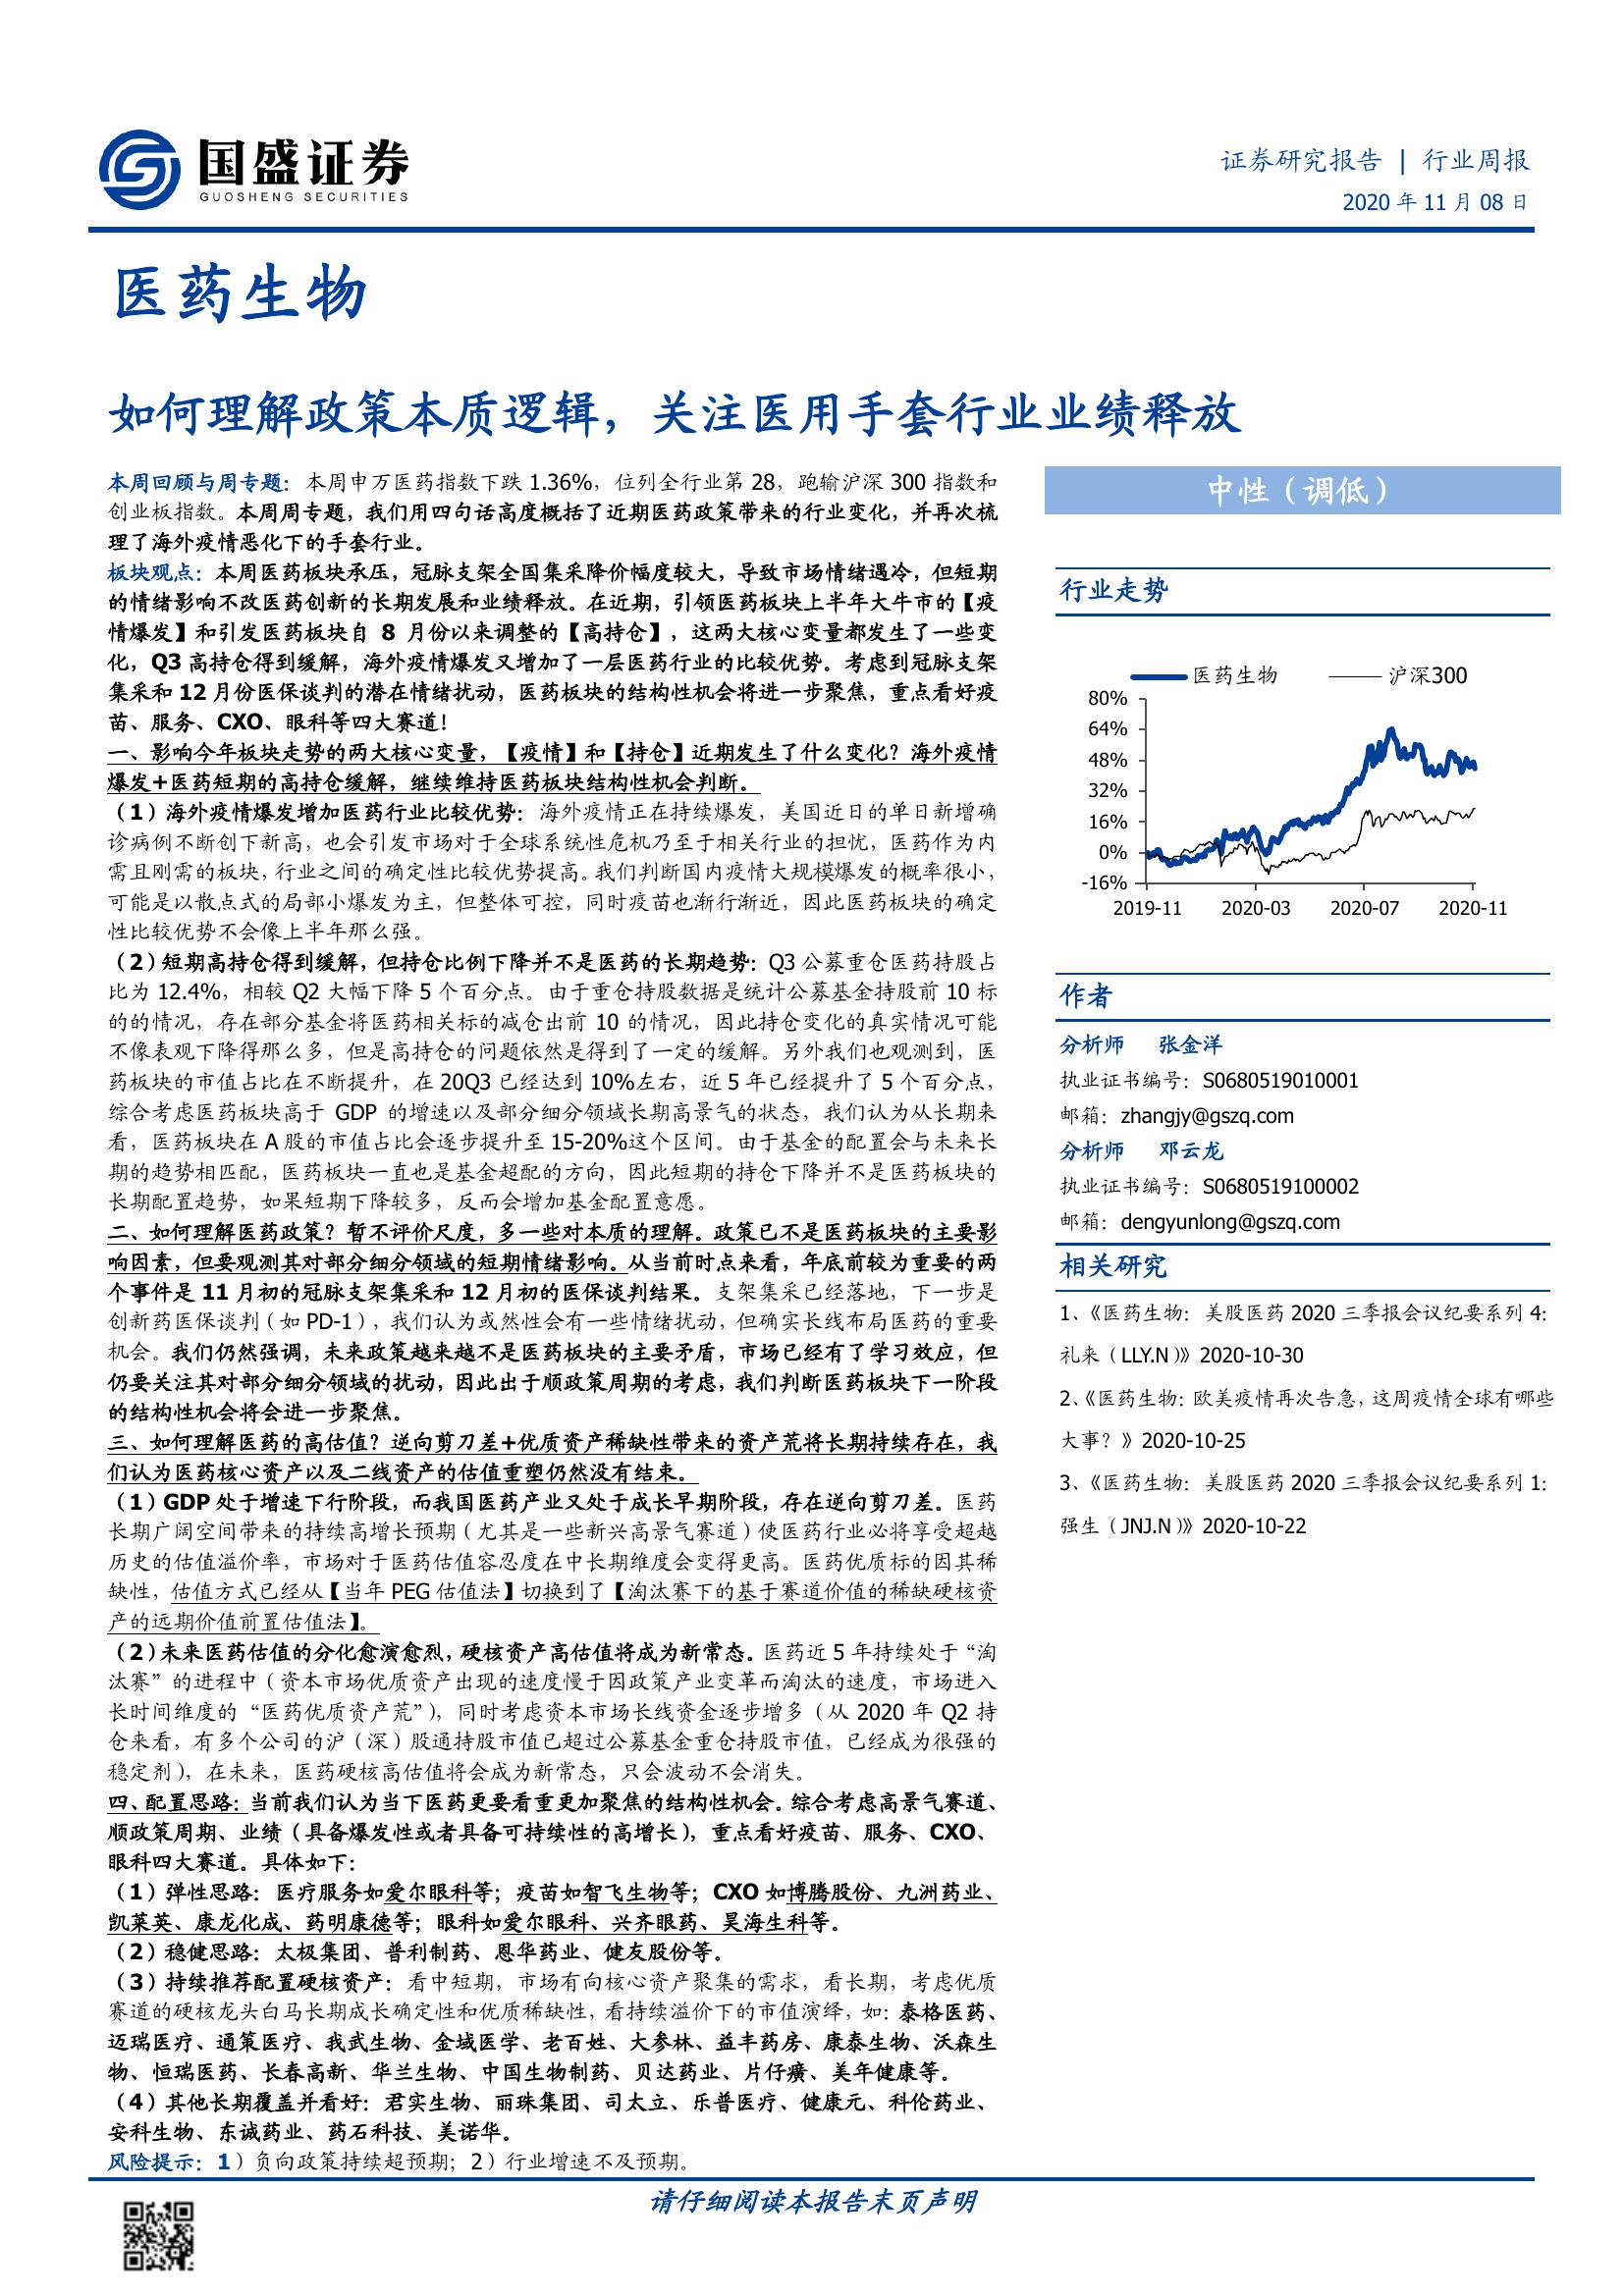 国盛证券
GUOSHENG SECURITIES
证券研究报告 | 行业周报
2020 年 11 月 08 日
医药生物
如何理解政策本质逻辑，关注医用手套行业业绩释放
本周回顾与周专题：本周申万医药指数下跌 1.36%，位列全行业第 28，跑输沪深 300 指数和
创业板指数。本周周专题，我们用四句话高度概括了近期医药政策带来的行业变化，并再次梳
理了海外疫情恶化下的手套行业。
板块观点：本周医药板块承压，冠脉支架全国集采降价幅度较大，导致市场情绪遇冷，但短期
的情绪影响不改医药创新的长期发展和业绩释放。在近期，引领医药板块上半年大牛市的【疫
情爆发】和引发医药板块自 8 月份以来调整的【高持仓】，这两大核心变量都发生了一些变
化，Q3 高持仓得到缓解，海外疫情爆发又增加了一层医药行业的比较优势。考虑到冠脉支架
集采和 12 月份医保谈判的潜在情绪扰动，医药板块的结构性机会将进一步聚焦，重点看好疫
苗、服务、CXO、眼科等四大赛道！
一、影响今年板块走势的两大核心变量，【疫情】和【持仓】近期发生了什么变化？海外疫情
爆发+医药短期的高持仓缓解，继续维持医药板块结构性机会判断。
（1）海外疫情爆发增加医药行业比较优势：海外疫情正在持续爆发，美国近日的单日新增确
诊病例不断创下新高，也会引发市场对于全球系统性危机乃至于相关行业的担忧，医药作为内
需且刚需的板块，行业之间的确定性比较优势提高。我们判断国内疫情大规模爆发的概率很小，
可能是以散点式的局部小爆发为主，但整体可控，同时疫苗也渐行渐近，因此医药板块的确定
性比较优势不会像上半年那么强。
（2）短期高持仓得到缓解，但持仓比例下降并不是医药的长期趋势：Q3 公募重仓医药持股占
比为 12.4%，相较 Q2 大幅下降 5 个百分点。由于重仓持股数据是统计公募基金持股前 10 标
的的情况，存在部分基金将医药相关标的减仓出前 10 的情况，因此持仓变化的真实情况可能
不像表观下降得那么多，但是高持仓的问题依然是得到了一定的缓解。另外我们也观测到，医
药板块的市值占比在不断提升，在 20Q3 已经达到 10%左右，近 5 年已经提升了 5 个百分点，
综合考虑医药板块高于 GDP 的增速以及部分细分领域长期高景气的状态，我们认为从长期来
看，医药板块在 A 股的市值占比会逐步提升至 15-20%这个区间。由于基金的配置会与未来长
期的趋势相匹配，医药板块一直也是基金超配的方向，因此短期的持仓下降并不是医药板块的
长期配置趋势，如果短期下降较多，反而会增加基金配置意愿。
二、如何理解医药政策？暂不评价尺度，多一些对本质的理解。政策已不是医药板块的主要影
响因素，但要观测其对部分细分领域的短期情绪影响。从当前时点来看，年底前较为重要的两
个事件是 11 月初的冠脉支架集采和 12 月初的医保谈判结果。支架集采已经落地，下一步是
创新药医保谈判（如 PD-1），我们认为或然性会有一些情绪扰动，但确实长线布局医药的重要
机会。我们仍然强调，未来政策越来越不是医药板块的主要矛盾，市场已经有了学习效应，但
仍要关注其对部分细分领域的扰动，因此出于顺政策周期的考虑，我们判断医药板块下一阶段
的结构性机会将会进一步聚焦。
三、如何理解医药的高估值？逆向剪刀差+优质资产稀缺性带来的资产荒将长期持续存在，我
们认为医药核心资产以及二线资产的估值重塑仍然没有结束。
（1）GDP 处于增速下行阶段，而我国医药产业又处于成长早期阶段，存在逆向剪刀差。医药
长期广阔空间带来的持续高增长预期（尤其是一些新兴高景气赛道）使医药行业必将享受超越
历史的估值溢价率，市场对于医药估值容忍度在中长期维度会变得更高。医药优质标的因其稀
缺性，估值方式已经从【当年 PEG 估值法】切换到了【淘汰赛下的基于赛道价值的稀缺硬核资
产的远期价值前置估值法】。
（2）未来医药估值的分化愈演愈烈，硬核资产高估值将成为新常态。医药近 5 年持续处于“淘
汰赛”的进程中（资本市场优质资产出现的速度慢于因政策产业变革而淘汰的速度，市场进入
长时间维度的“医药优质资产荒”），同时考虑资本市场长线资金逐步增多（从 2020 年 Q2 持
仓来看，有多个公司的沪（深）股通持股市值已超过公募基金重仓持股市值，已经成为很强的
稳定剂），在未来，医药硬核高估值将会成为新常态，只会波动不会消失。
四、配置思路：当前我们认为当下医药更要看重更加聚焦的结构性机会。综合考虑高景气赛道、
顺政策周期、业绩（具备爆发性或者具备可持续性的高增长），重点看好疫苗、服务、CXO、
眼科四大赛道。具体如下：
（1）弹性思路：医疗服务如爱尔眼科等；疫苗如智飞生物等；CXO 如博腾股份、九洲药业、
凯莱英、康龙化成、药明康德等；眼科如爱尔眼科、兴齐眼药、昊海生科等。
（2）稳健思路：太极集团、普利制药、恩华药业、健友股份等。
（3）持续推荐配置硬核资产：看中短期，市场有向核心资产聚集的需求，看长期，考虑优质
赛道的硬核龙头白马长期成长确定性和优质稀缺性，看持续溢价下的市值演绎，如：泰格医药、
迈瑞医疗、通策医疗、我武生物、金域医学、老百姓、大参林、益丰药房、康泰生物、沃森生
物、恒瑞医药、长春高新、华兰生物、中国生物制药、贝达药业、片仔癀、美年健康等。
（4）其他长期覆盖并看好：君实生物、丽珠集团、司太立、乐普医疗、健康元、科伦药业、
安科生物、东诚药业、药石科技、美诺华。
风险提示：1）负向政策持续超预期；2）行业增速不及预期。
中性（调低）
行业走势
医药生物 沪深300
80%
64%
48%
32%
16%
0%
-16%
2019-11 2020-03 2020-07 2020-11
作者
分析师 张金洋
执业证书编号：S0680519010001
邮箱：zhangjy@gszq.com
分析师 邓云龙
执业证书编号：S0680519100002
邮箱：dengyunlong@gszq.com
相关研究
1、《医药生物： 美股医药 2020 三季报会议纪要系列 4：
礼来（LLY.N）》2020-10-30
2、《医药生物：欧美疫情再次告急，这周疫情全球有哪些
大事？》2020-10-25
3、《医药生物： 美股医药 2020 三季报会议纪要系列 1：
强生（JNJ.N）》2020-10-22
请仔细阅读本报告末页声明